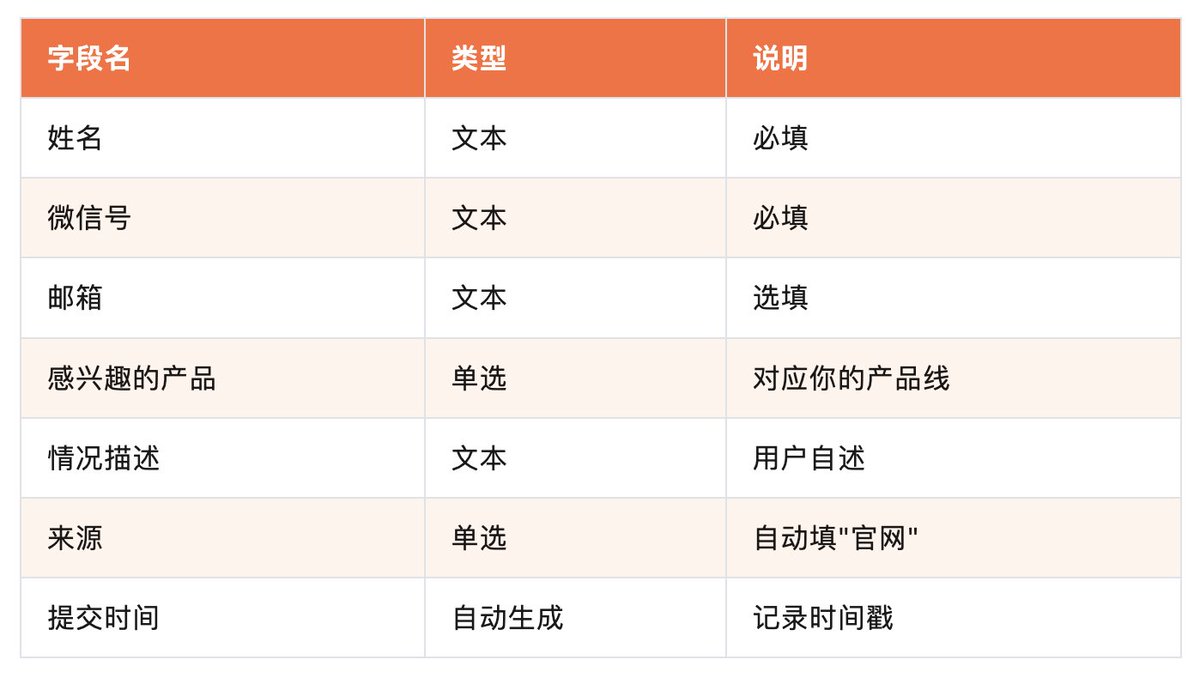 字段名 类型 说明
姓名 文本 必填
微信号 文本 必填
邮箱 文本 选填
感兴趣的产品 单选 对应你的产品线
情况描述 文本 用户自述
来源 单选 自动填"官网"
提交时间 自动生成 记录时间戳